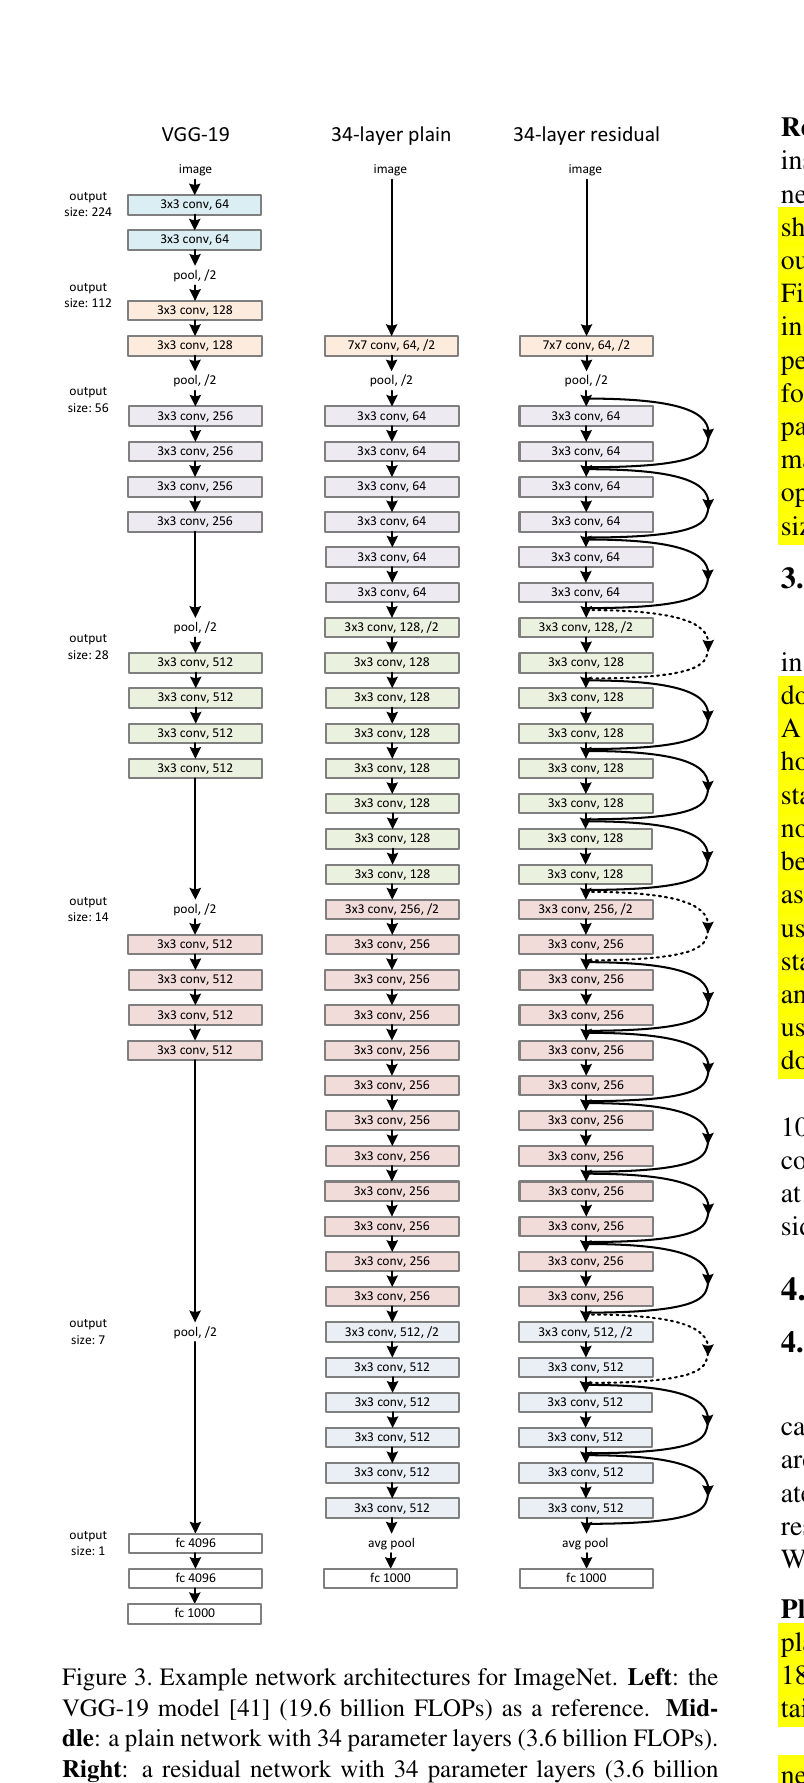 VGG-19
34-layer plain
34-layer residual
output
size: 224
output
size: 112
output
size: 56
output
size: 28
output
size: 14
output
size: 7
output
size: 1
image
3x3 conv, 64
3x3 conv, 64
pool, /2
3x3 conv, 128
3x3 conv, 128
pool, /2
3x3 conv, 256
3x3 conv, 256
3x3 conv, 256
3x3 conv, 256
pool, /2
3x3 conv, 512
3x3 conv, 512
3x3 conv, 512
3x3 conv, 512
pool, /2
3x3 conv, 512
3x3 conv, 512
3x3 conv, 512
3x3 conv, 512
pool, /2
fc 4096
fc 4096
fc 1000
image
7x7 conv, 64, /2
pool, /2
3x3 conv, 64
3x3 conv, 64
3x3 conv, 64
3x3 conv, 64
3x3 conv, 64
3x3 conv, 64
3x3 conv, 128, /2
3x3 conv, 128
3x3 conv, 128
3x3 conv, 128
3x3 conv, 128
3x3 conv, 128
3x3 conv, 128
3x3 conv, 128
3x3 conv, 256, /2
3x3 conv, 256
3x3 conv, 256
3x3 conv, 256
3x3 conv, 256
3x3 conv, 256
3x3 conv, 256
3x3 conv, 256
3x3 conv, 256
3x3 conv, 256
3x3 conv, 256
3x3 conv, 256
3x3 conv, 512, /2
3x3 conv, 512
3x3 conv, 512
3x3 conv, 512
3x3 conv, 512
3x3 conv, 512
avg pool
fc 1000
image
7x7 conv, 64, /2
pool, /2
3x3 conv, 64
3x3 conv, 64
3x3 conv, 64
3x3 conv, 64
3x3 conv, 64
3x3 conv, 64
3x3 conv, 128, /2
3x3 conv, 128
3x3 conv, 128
3x3 conv, 128
3x3 conv, 128
3x3 conv, 128
3x3 conv, 128
3x3 conv, 128
3x3 conv, 256, /2
3x3 conv, 256
3x3 conv, 256
3x3 conv, 256
3x3 conv, 256
3x3 conv, 256
3x3 conv, 256
3x3 conv, 256
3x3 conv, 256
3x3 conv, 256
3x3 conv, 256
3x3 conv, 256
3x3 conv, 512, /2
3x3 conv, 512
3x3 conv, 512
3x3 conv, 512
3x3 conv, 512
3x3 conv, 512
avg pool
fc 1000
Figure 3. Example network architectures for ImageNet. Left: the
VGG-19 model [41] (19.6 billion FLOPs) as a reference. Mid-
dle: a plain network with 34 parameter layers (3.6 billion FLOPs).
Right: a residual network with 34 parameter layers (3.6 billion
Re
ins
ne
sh
ou
Fi
in
pe
fo
pa
ma
op
siz
3.
in
do
A
ho
sta
no
be
as
us
sta
an
us
do
10
co
at
sid
4.
4.
ca
are
ate
res
W
Pl
pla
18
tai
ne